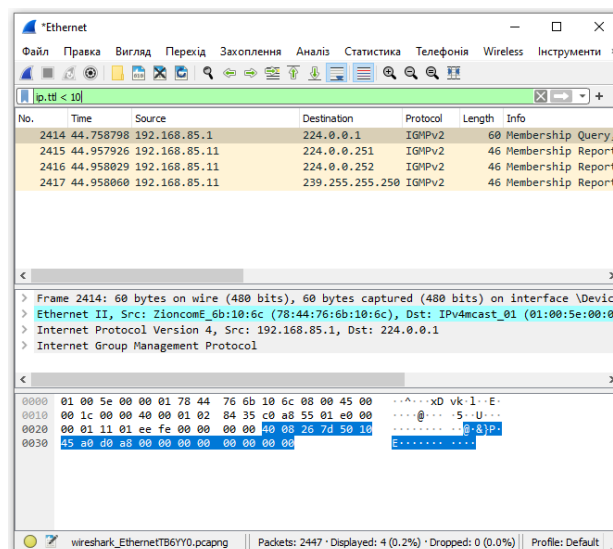 *Ethernet
Файл Правка Вигляд Перехід Захоплення Аналіз Статистика Телефонія Wireless Інструменти
ip.ttl < 10
No. Time Source Destination Protocol Length Info
2414 44.758798 192.168.85.1 224.0.0.1 IGMPv2 60 Membership Query,
2415 44.957926 192.168.85.11 224.0.0.251 IGMPv2 46 Membership Report
2416 44.958029 192.168.85.11 224.0.0.252 IGMPv2 46 Membership Report
2417 44.958060 192.168.85.11 239.255.255.250 IGMPv2 46 Membership Report
> Frame 2414: 60 bytes on wire (480 bits), 60 bytes captured (480 bits) on interface \Devic
> Ethernet II, Src: ZioncomE_6b:10:6c (78:44:76:6b:10:6c), Dst: IPv4mcast_01 (01:00:5e:00:0
> Internet Protocol Version 4, Src: 192.168.85.1, Dst: 224.0.0.1
> Internet Group Management Protocol
0000 01 00 5e 00 00 01 78 44 76 6b 10 6c 08 00 45 00 ··^···xD vk·l··E·
0010 00 1c 00 00 40 00 01 02 84 35 c0 a8 55 01 e0 00 ····@··· ·5··U···
0020 00 01 11 01 ee fe 00 00 00 00 40 08 26 7d 50 10 ········ ··@·&}P·
0030 45 a0 d0 a8 00 00 00 00 00 00 00 00 E······· ····
wireshark_EthernetTB6YY0.pcapng Packets: 2447 · Displayed: 4 (0.2%) · Dropped: 0 (0.0%) Profile: Default